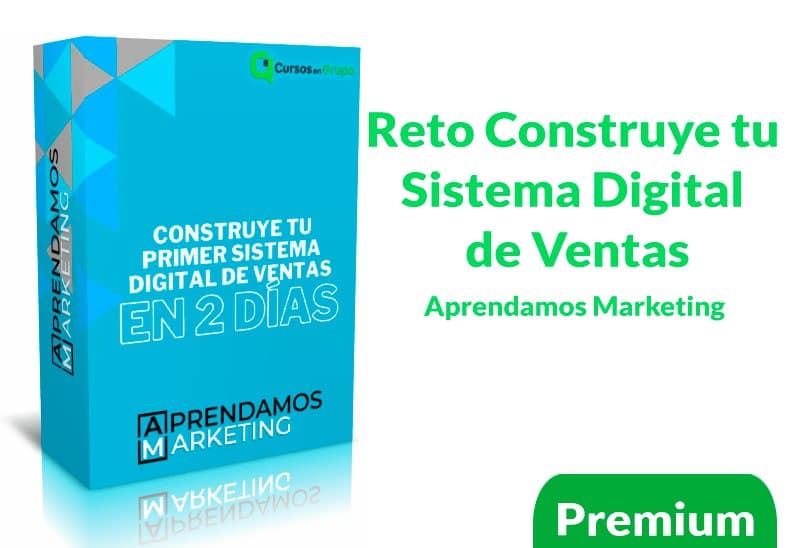 Cursos en Grupo
CONSTRUYE TU
PRIMER SISTEMA
DIGITAL DE VENTAS
EN 2 DÍAS
APRENDAMOS
MARKETING
APRENDAMOS
MARKETING
Reto Construye tu
Sistema Digital
de Ventas
Aprendamos Marketing
Premium